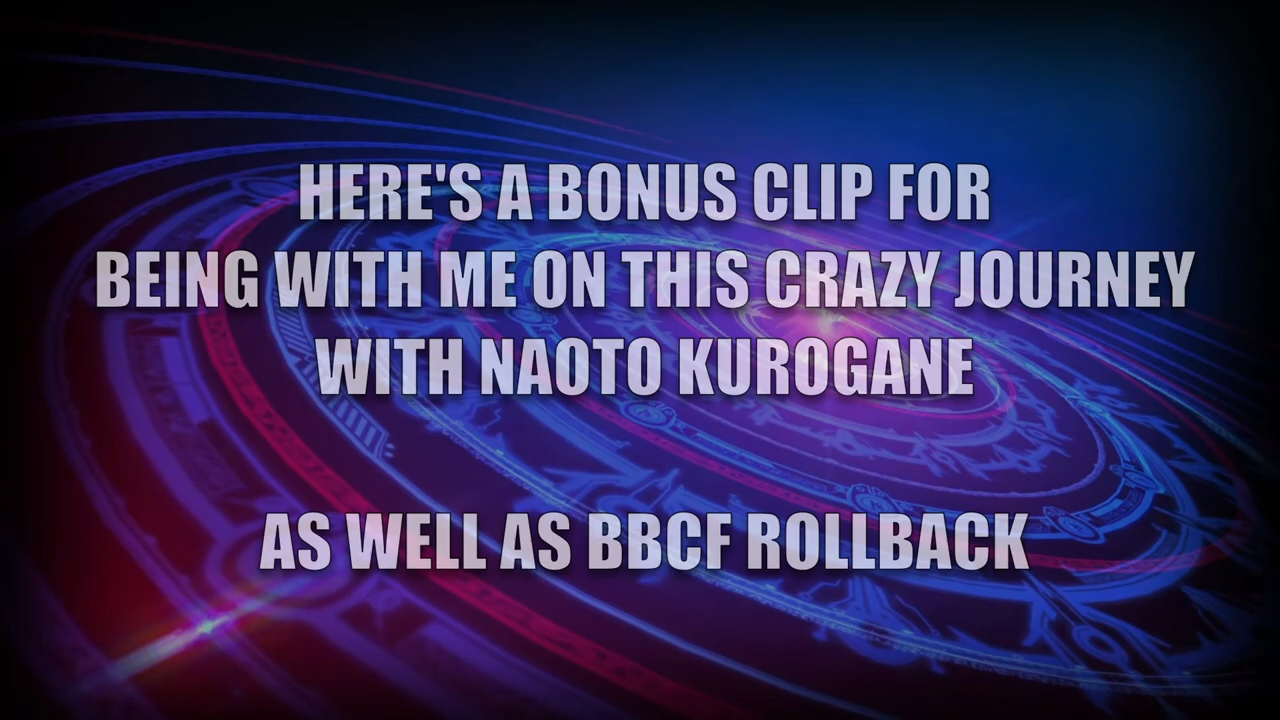 HERE'S A BONUS CLIP FOR
BEING WITH ME ON THIS CRAZY JOURNEY
WITH NAOTO KUROGANE
AS WELL AS BBCF ROLLBACK